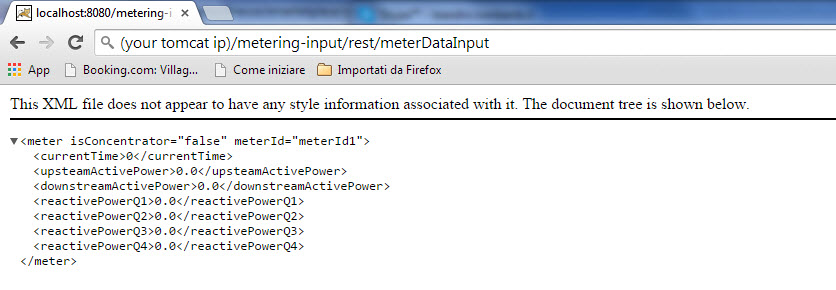 localhost:8080/metering-i
(your tomcat ip)/metering-input/rest/meterDataInput
App Booking.com: Villag... Come iniziare Importati da Firefox
This XML file does not appear to have any style information associated with it. The document tree is shown below.
<meter isConcentrator="false" meterId="meterId1">
<currentTime>0</currentTime>
<upsteamActivePower>0.0</upsteamActivePower>
<downstreamActivePower>0.0</downstreamActivePower>
<reactivePowerQ1>0.0</reactivePowerQ1>
<reactivePowerQ2>0.0</reactivePowerQ2>
<reactivePowerQ3>0.0</reactivePowerQ3>
<reactivePowerQ4>0.0</reactivePowerQ4>
</meter>